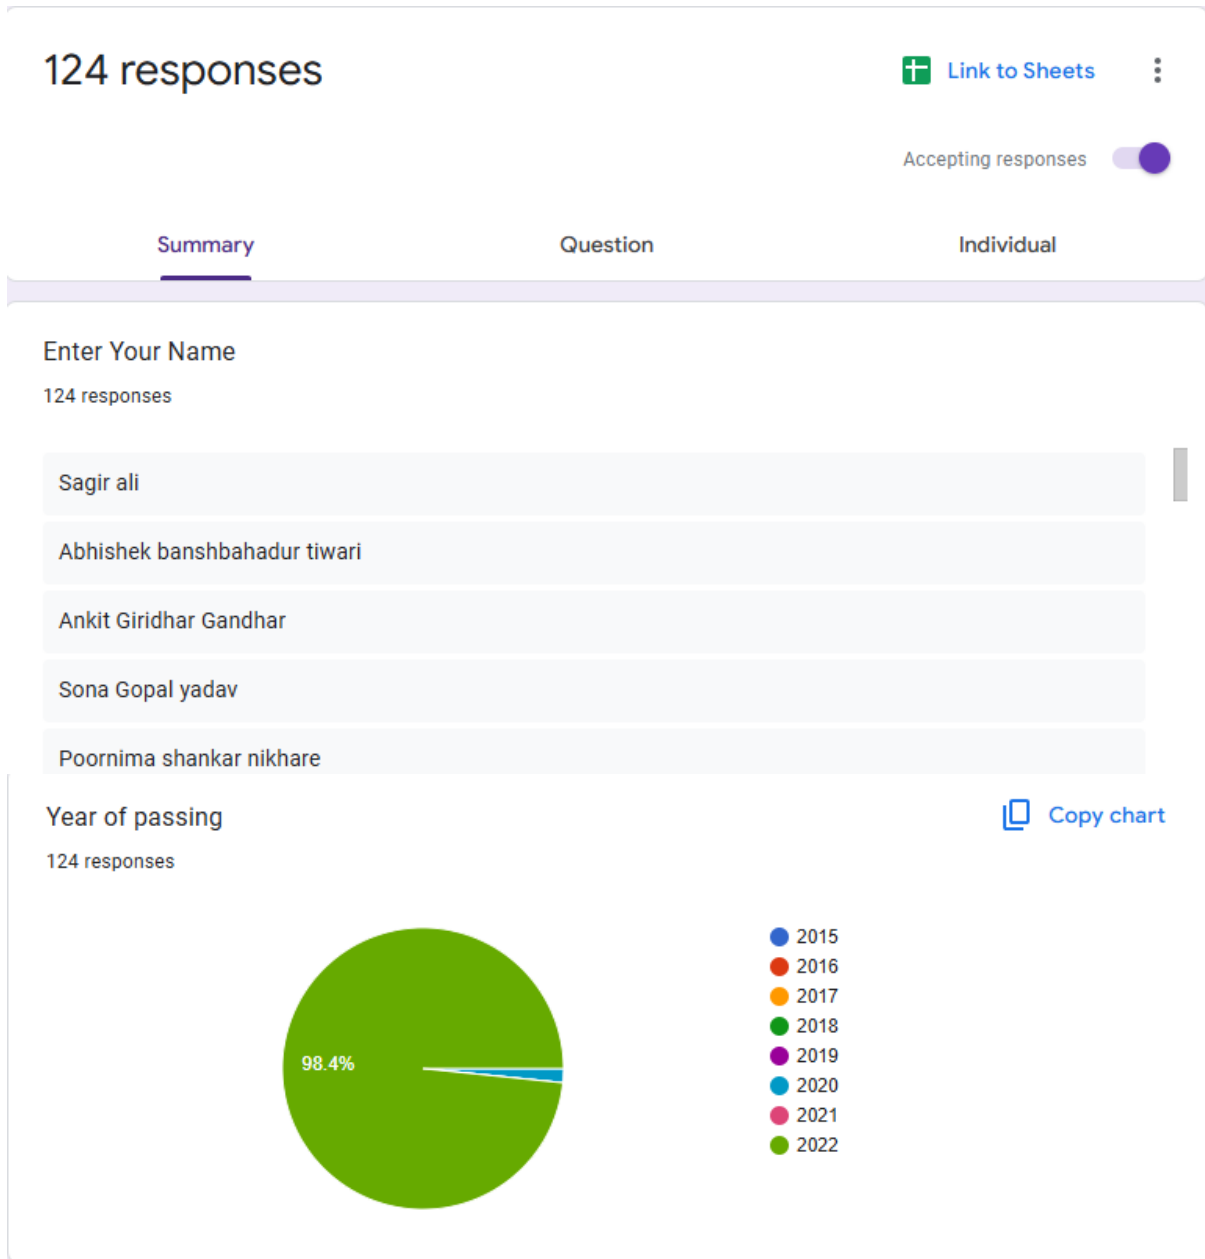 124 responses
Link to Sheets
Accepting responses
Summary
Question
Individual
Enter Your Name
124 responses
Sagir ali
Abhishek banshbahadur tiwari
Ankit Giridhar Gandhar
Sona Gopal yadav
Poornima shankar nikhare
Year of passing
Copy chart
124 responses
98.4%
2015
2016
2017
2018
2019
2020
2021
2022